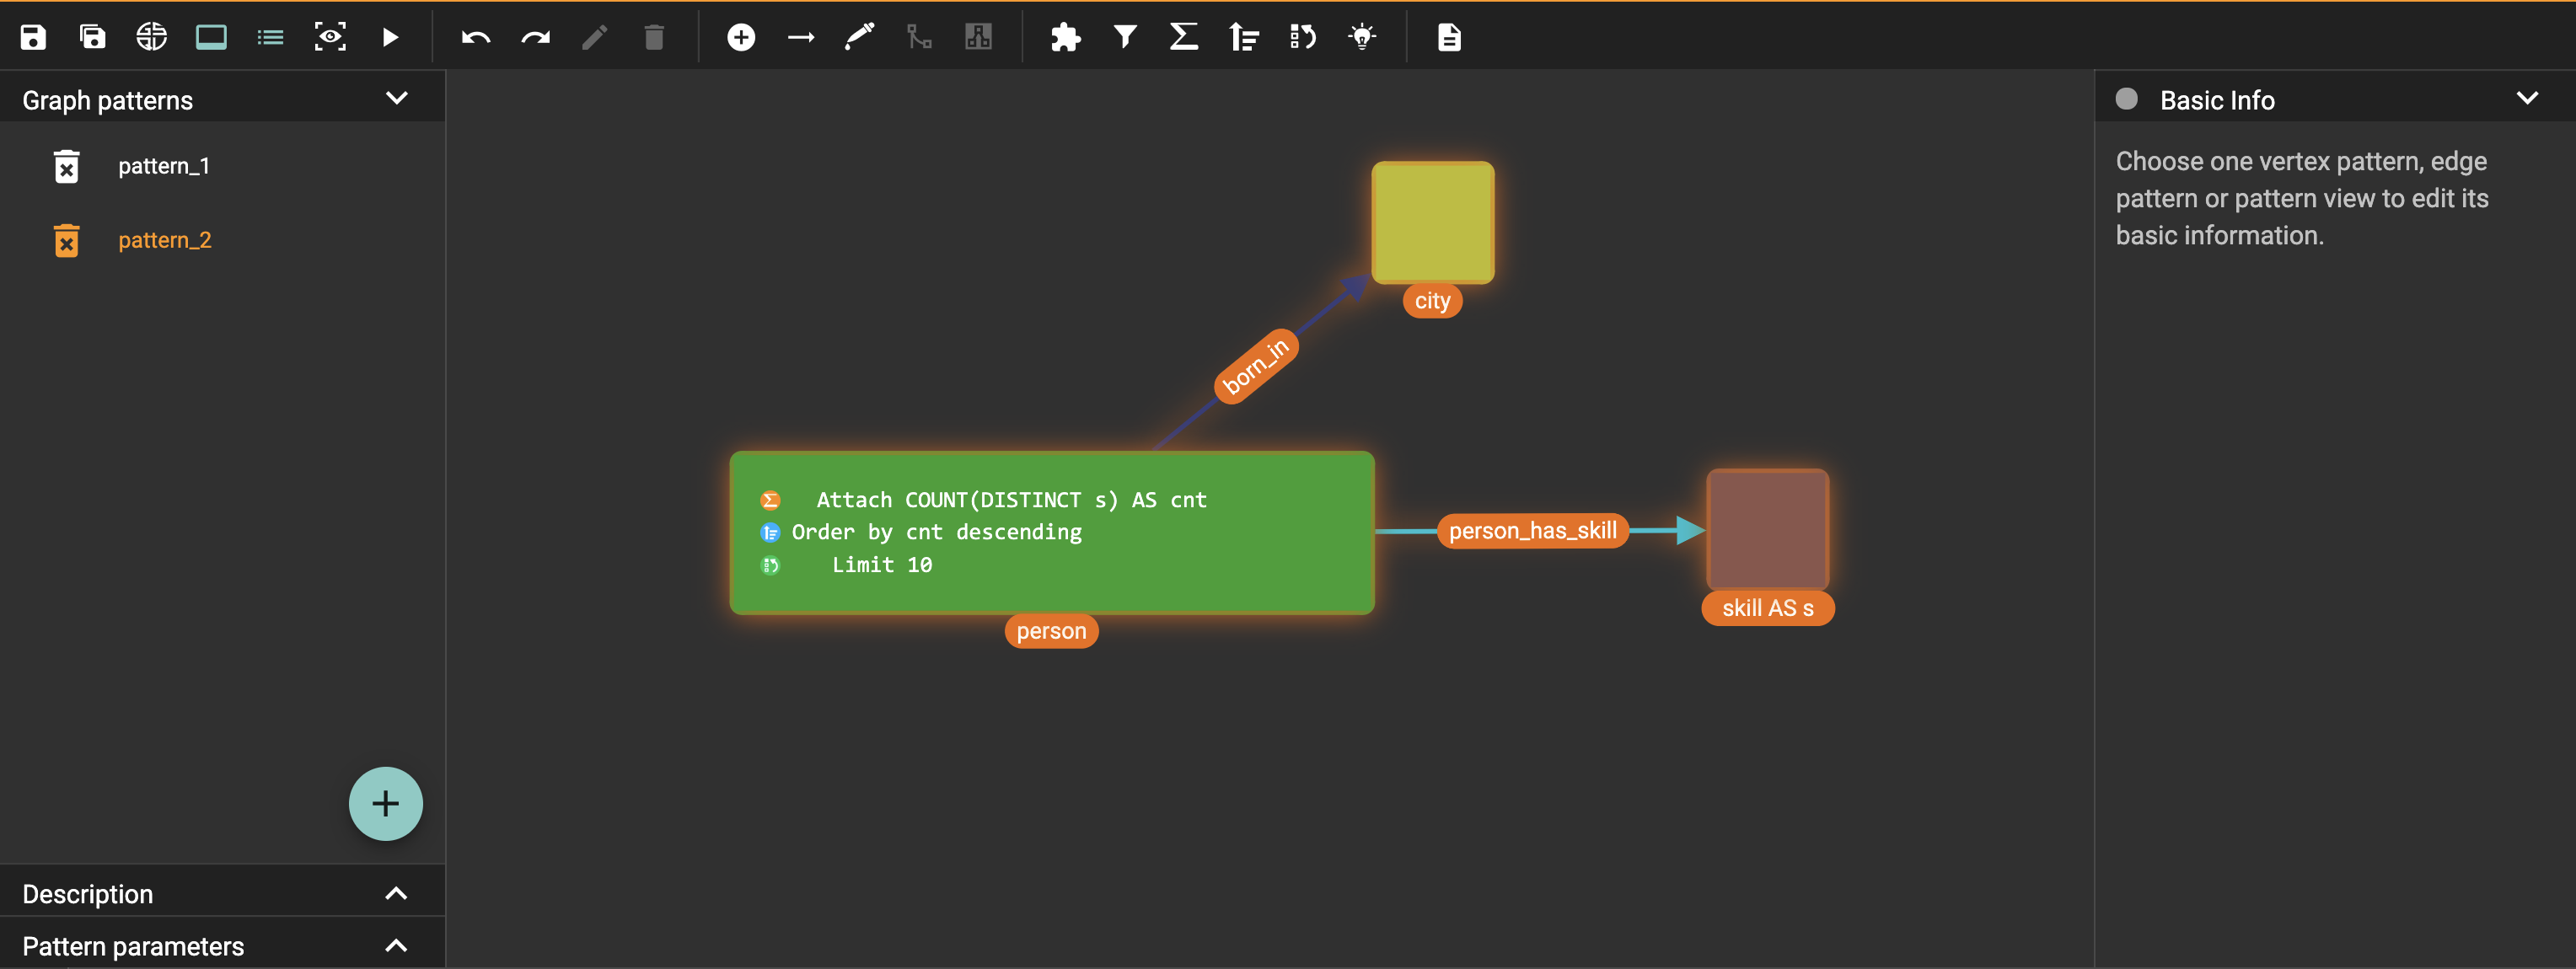 Graph patterns
pattern_1
pattern_2
Description
Pattern parameters
city
born_in
Attach COUNT(DISTINCT s) AS cnt
Order by cnt descending
Limit 10
person
person_has_skill
skill AS s
Basic Info
Choose one vertex pattern, edge
pattern or pattern view to edit its
basic information.